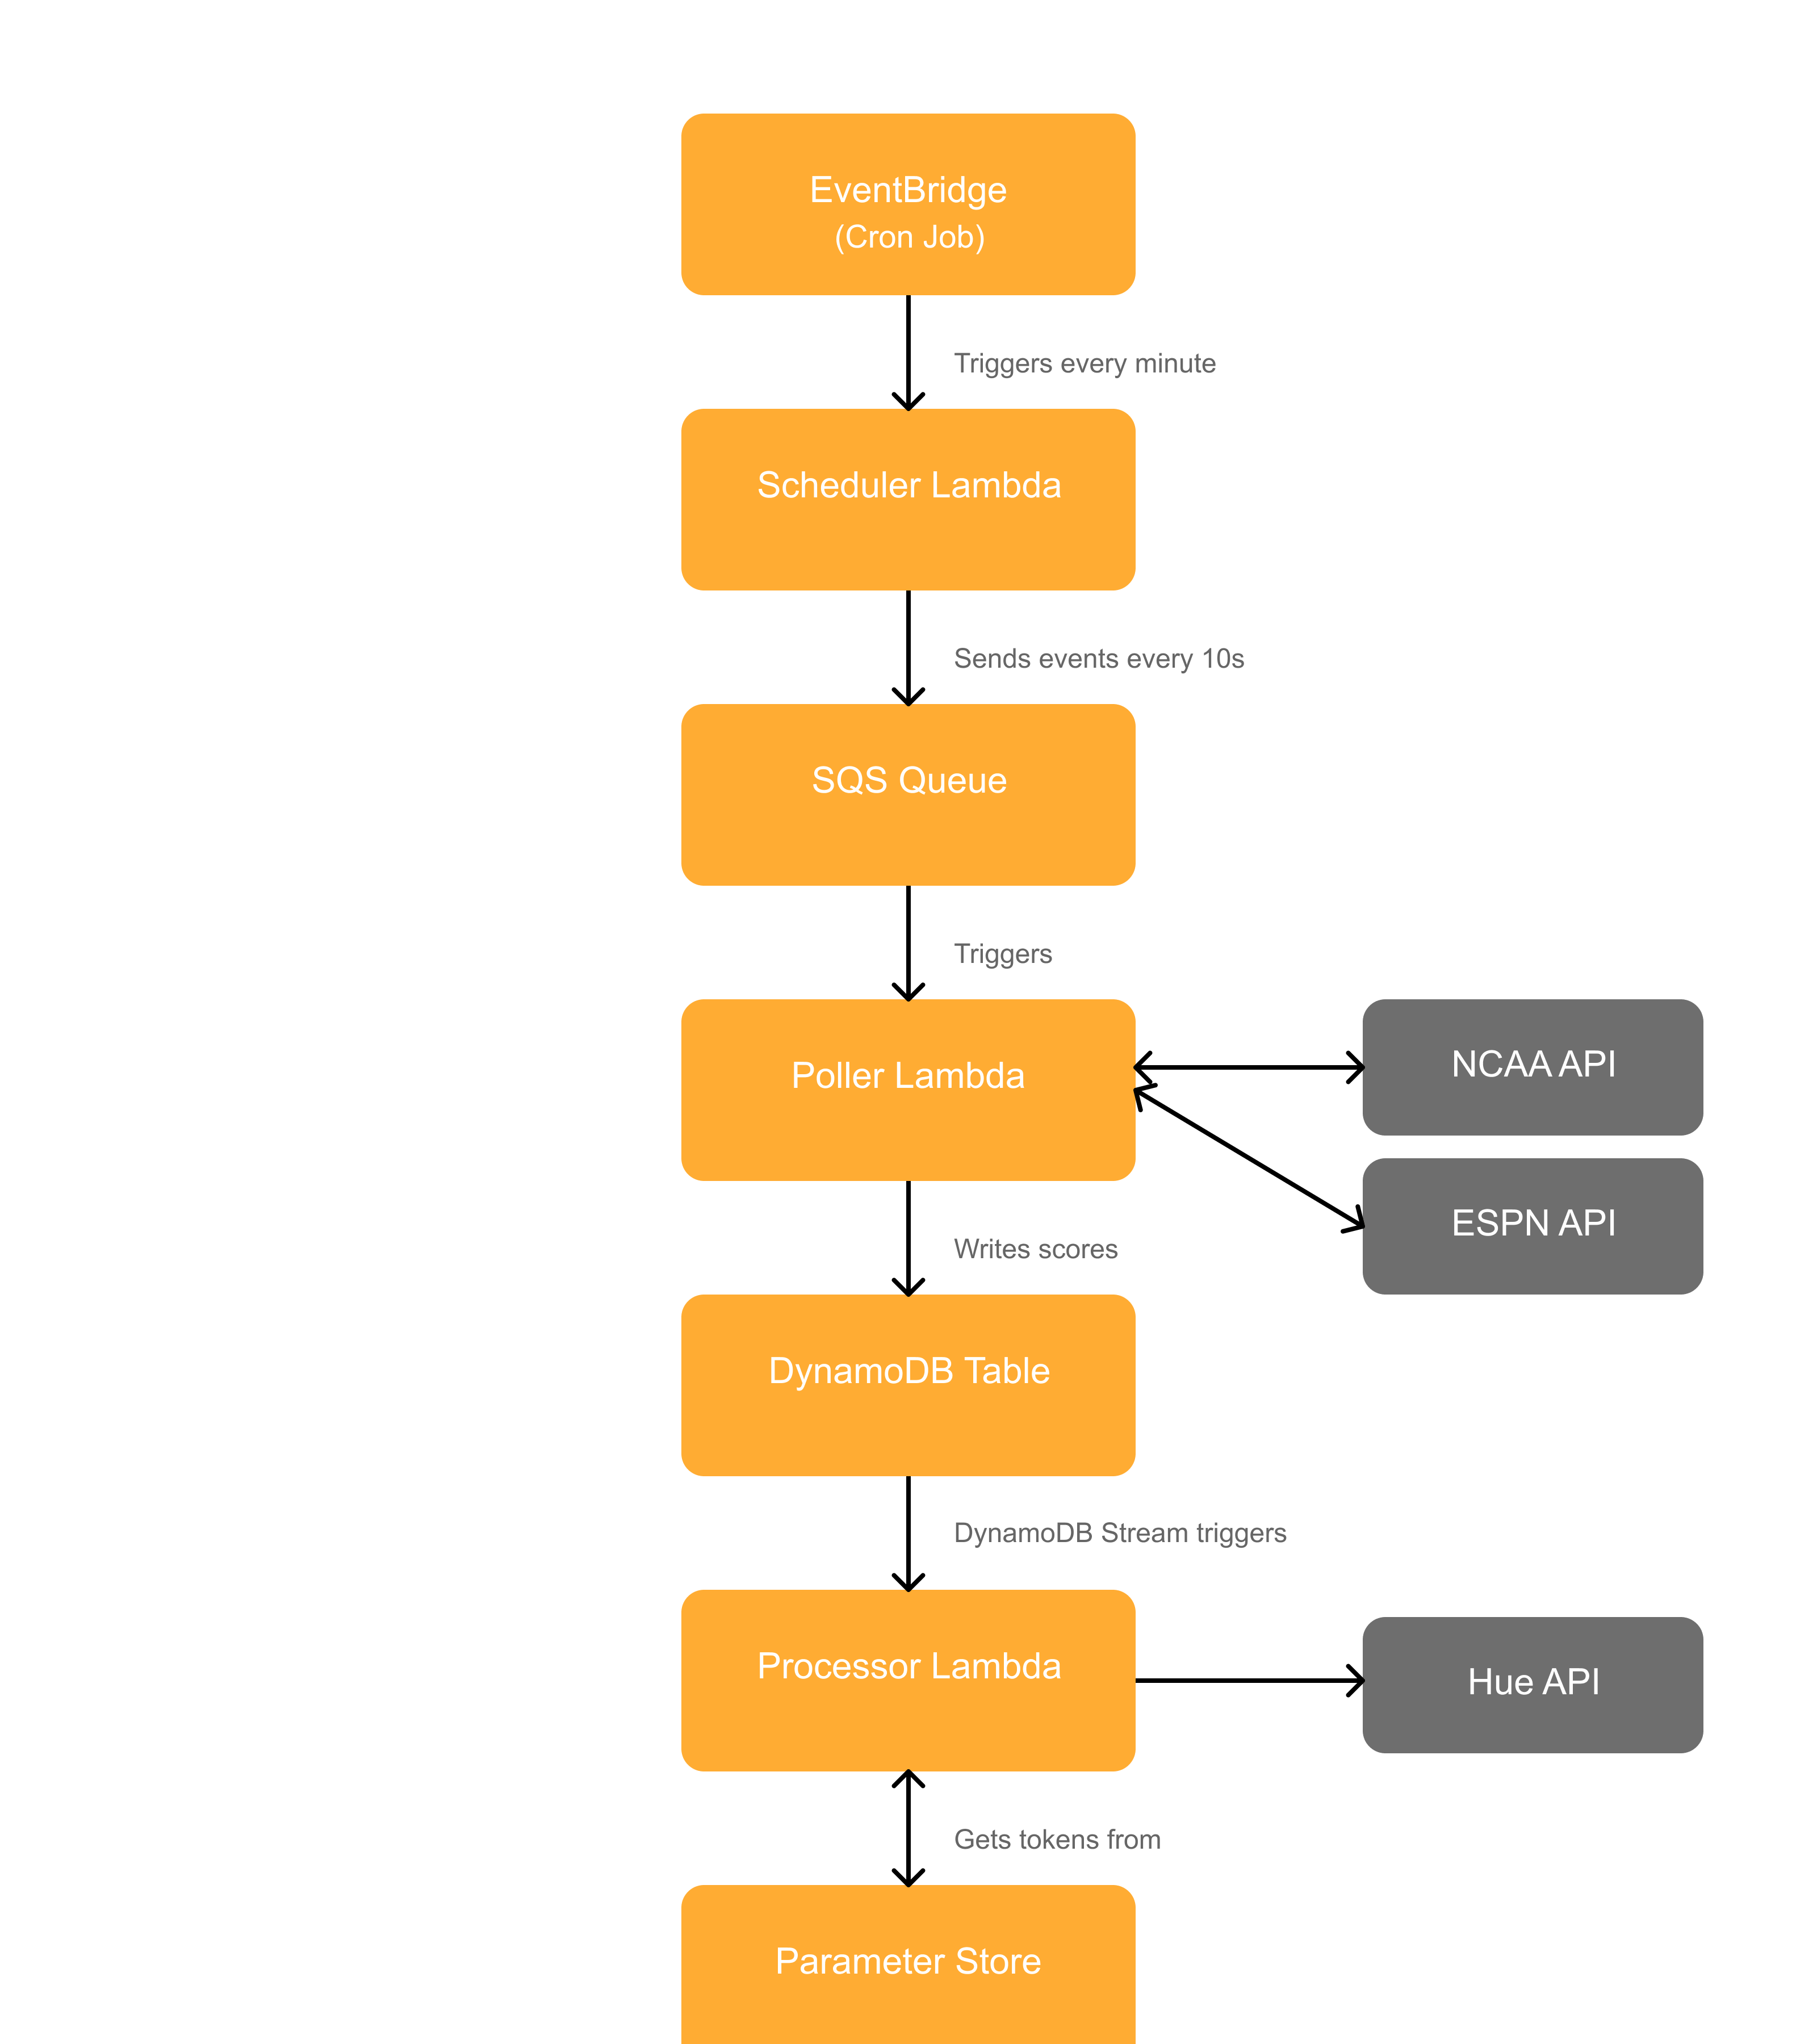 EventBridge
(Cron Job)
Triggers every minute
Scheduler Lambda
Sends events every 10s
SQS Queue
Triggers
Poller Lambda
NCAA API
ESPN API
Writes scores
DynamoDB Table
DynamoDB Stream triggers
Processor Lambda
Hue API
Gets tokens from
Parameter Store